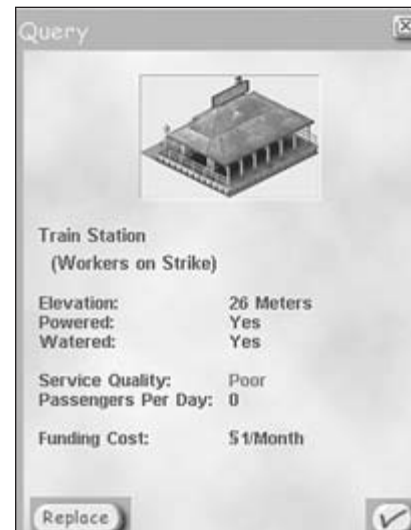 Query
Train Station
(Workers on Strike)
Elevation: 26 Meters
Powered: Yes
Watered: Yes
Service Quality: Poor
Passengers Per Day: 0
Funding Cost: $1/Month
Replace